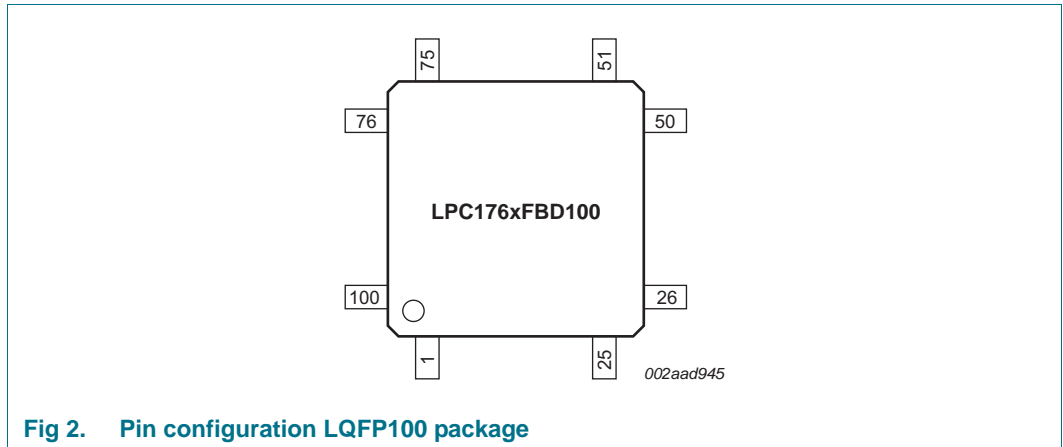 75 51
76 50
LPC176xFBD100
100 26
1 25
002aad945
Fig 2. Pin configuration LQFP100 package